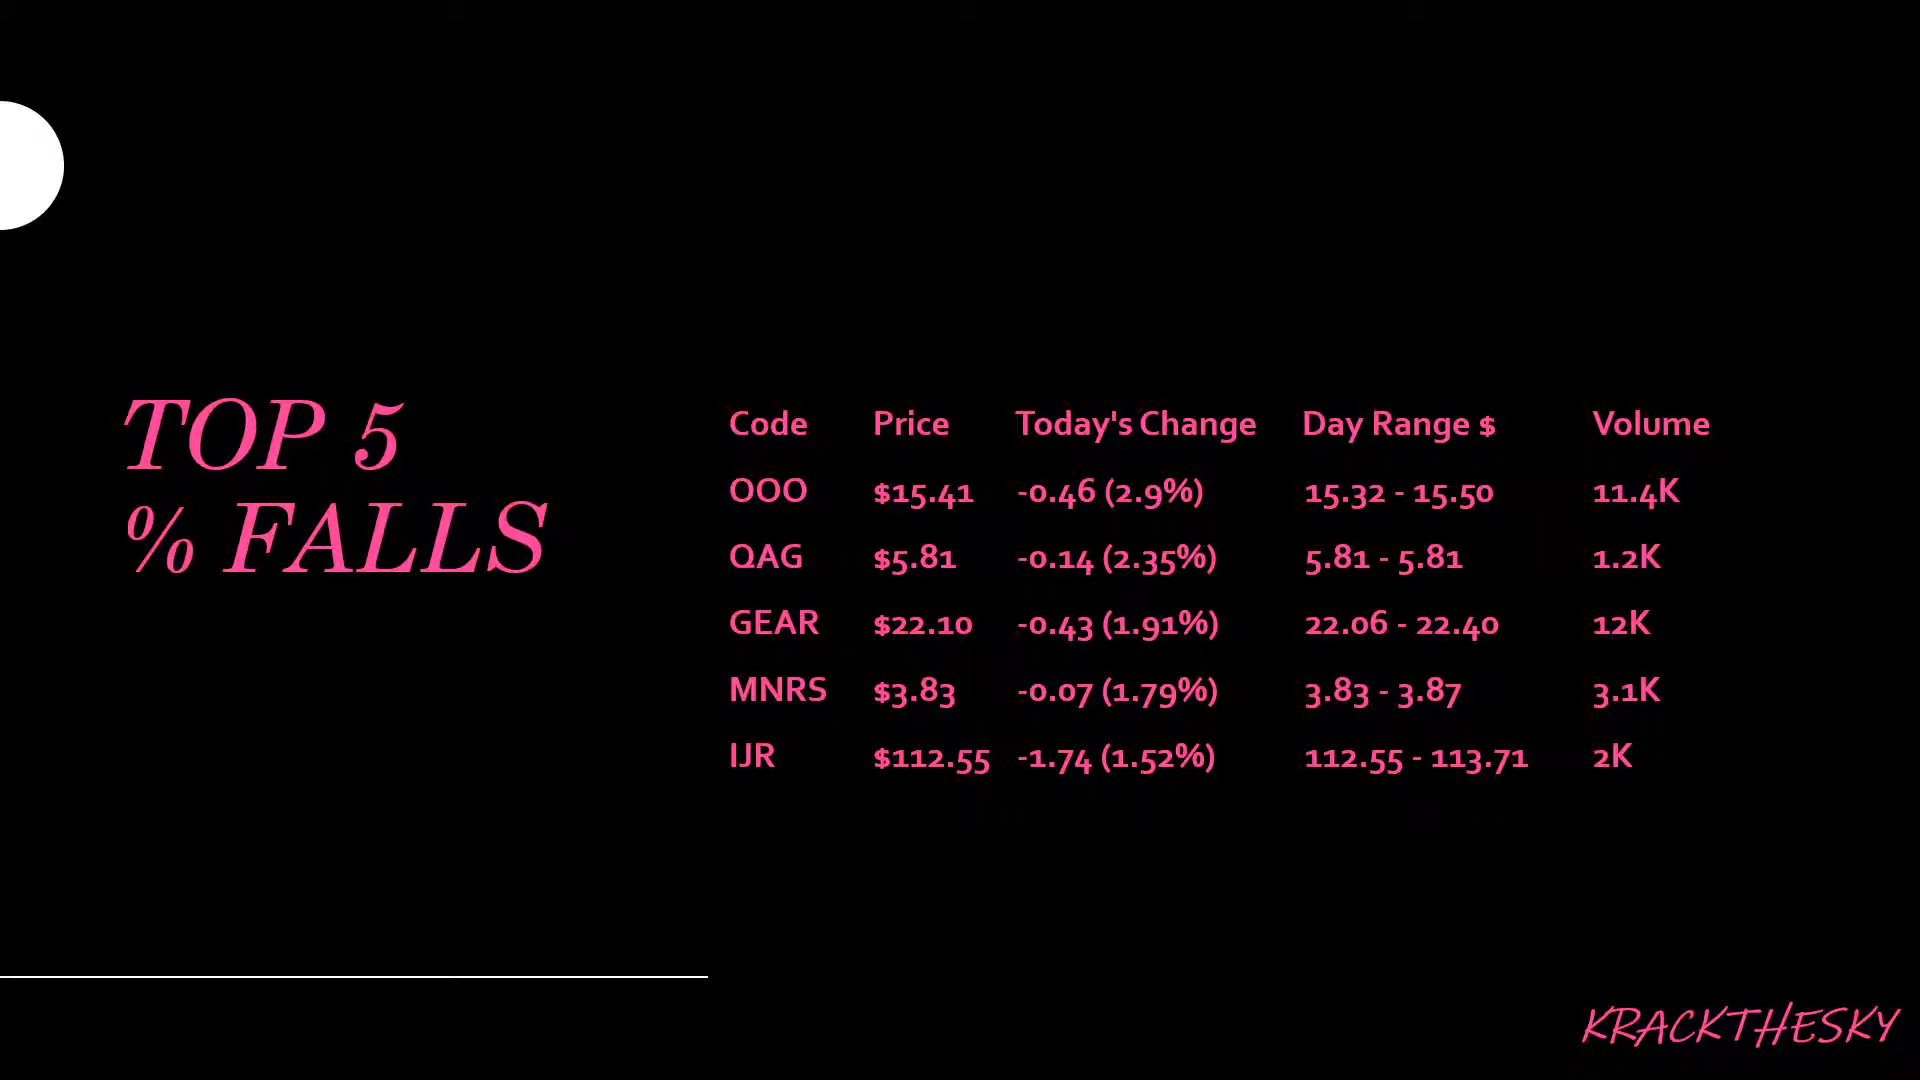 TOP 5
% FALLS
Code Price Today's Change Day Range $ Volume
OOO $15.41 -0.46 (2.9%) 15.32 - 15.50 11.4K
QAG $5.81 -0.14 (2.35%) 5.81 - 5.81 1.2K
GEAR $22.10 -0.43 (1.91%) 22.06 - 22.40 12K
MNRS $3.83 -0.07 (1.79%) 3.83 - 3.87 3.1K
IJR $112.55 -1.74 (1.52%) 112.55 - 113.71 2K
KRACKTHESKY